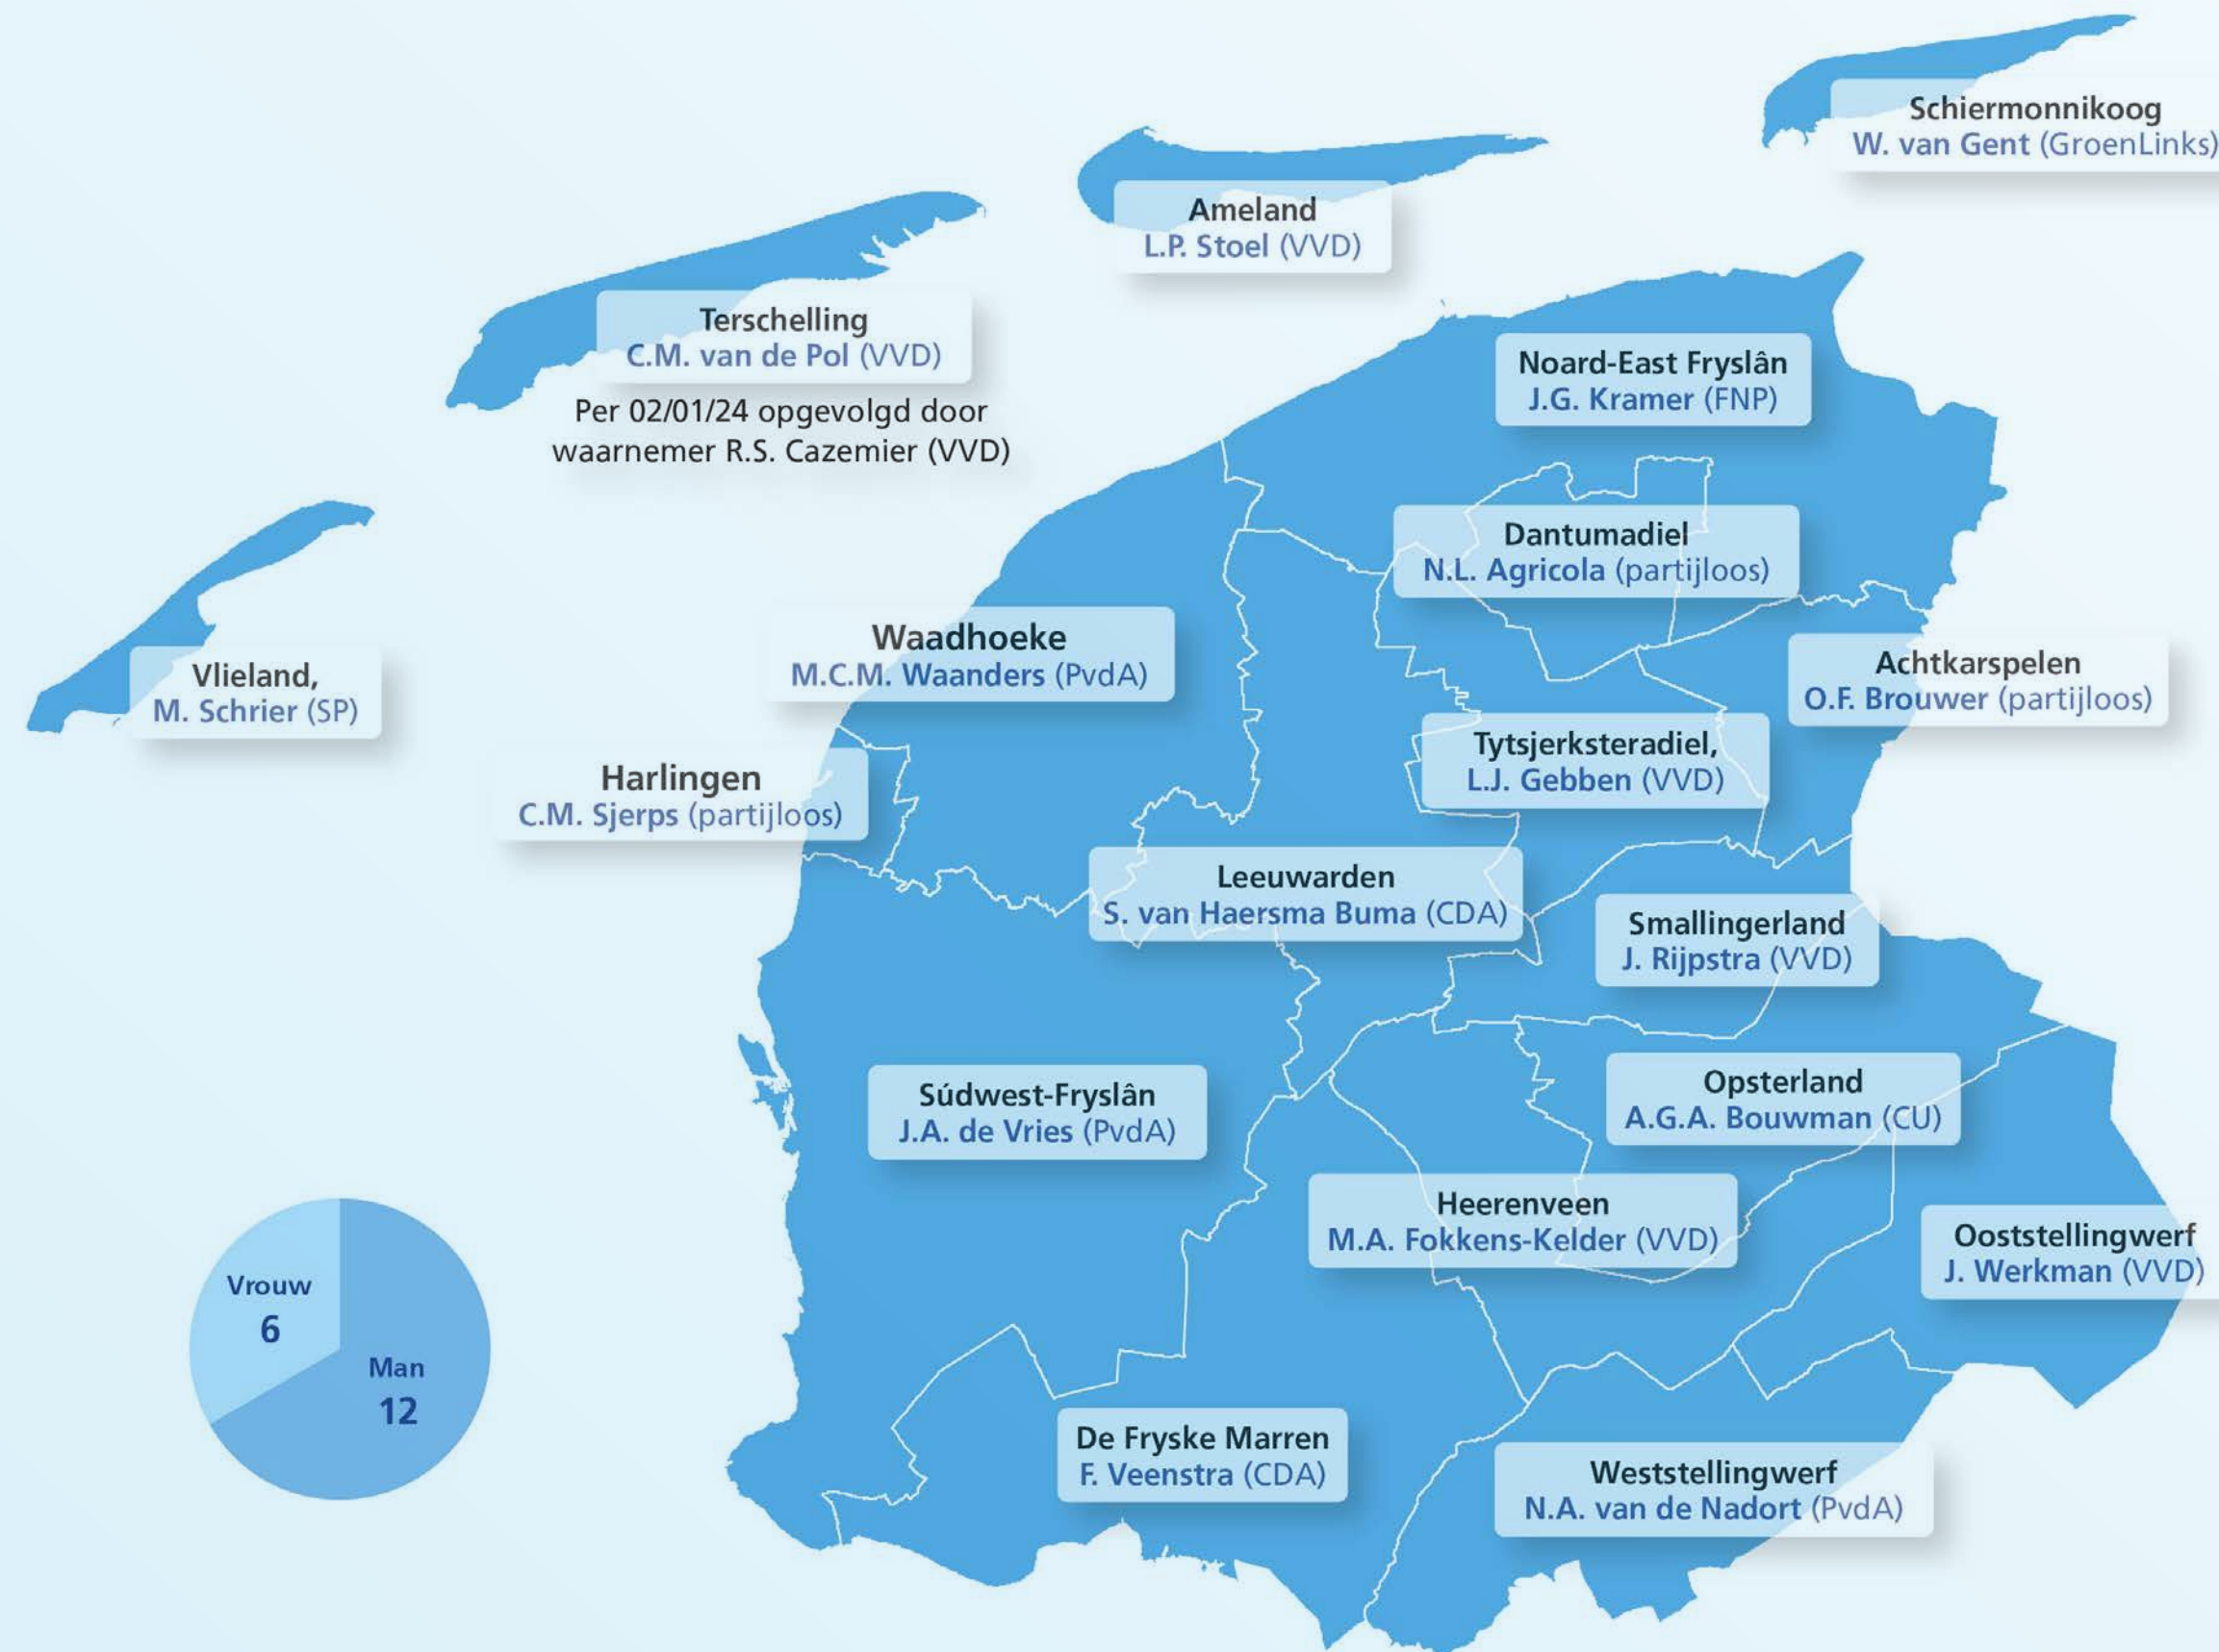 Schiermonnikoog
W. van Gent (GroenLinks)
Ameland
L.P. Stoel (VVD)
Terschelling
C.M. van de Pol (VVD)
Per 02/01/24 opgevolgd door
waarnemer R.S. Cazemier (VVD)
Noard-East Fryslân
J.G. Kramer (FNP)
Dantumadiel
N.L. Agricola (partijloos)
Waadhoeke
M.C.M. Waanders (PvdA)
Vlieland,
M. Schrier (SP)
Achtkarspelen
O.F. Brouwer (partijloos)
Tytsjerksteradiel,
L.J. Gebben (VVD)
Harlingen
C.M. Sjerps (partijloos)
Leeuwarden
S. van Haersma Buma (CDA)
Smallingerland
J. Rijpstra (VVD)
Súdwest-Fryslân
J.A. de Vries (PvdA)
Opsterland
A.G.A. Bouwman (CU)
Heerenveen
M.A. Fokkens-Kelder (VVD)
Ooststellingwerf
J. Werkman (VVD)
Vrouw
6
Man
12
De Fryske Marren
F. Veenstra (CDA)
Weststellingwerf
N.A. van de Nadort (PvdA)